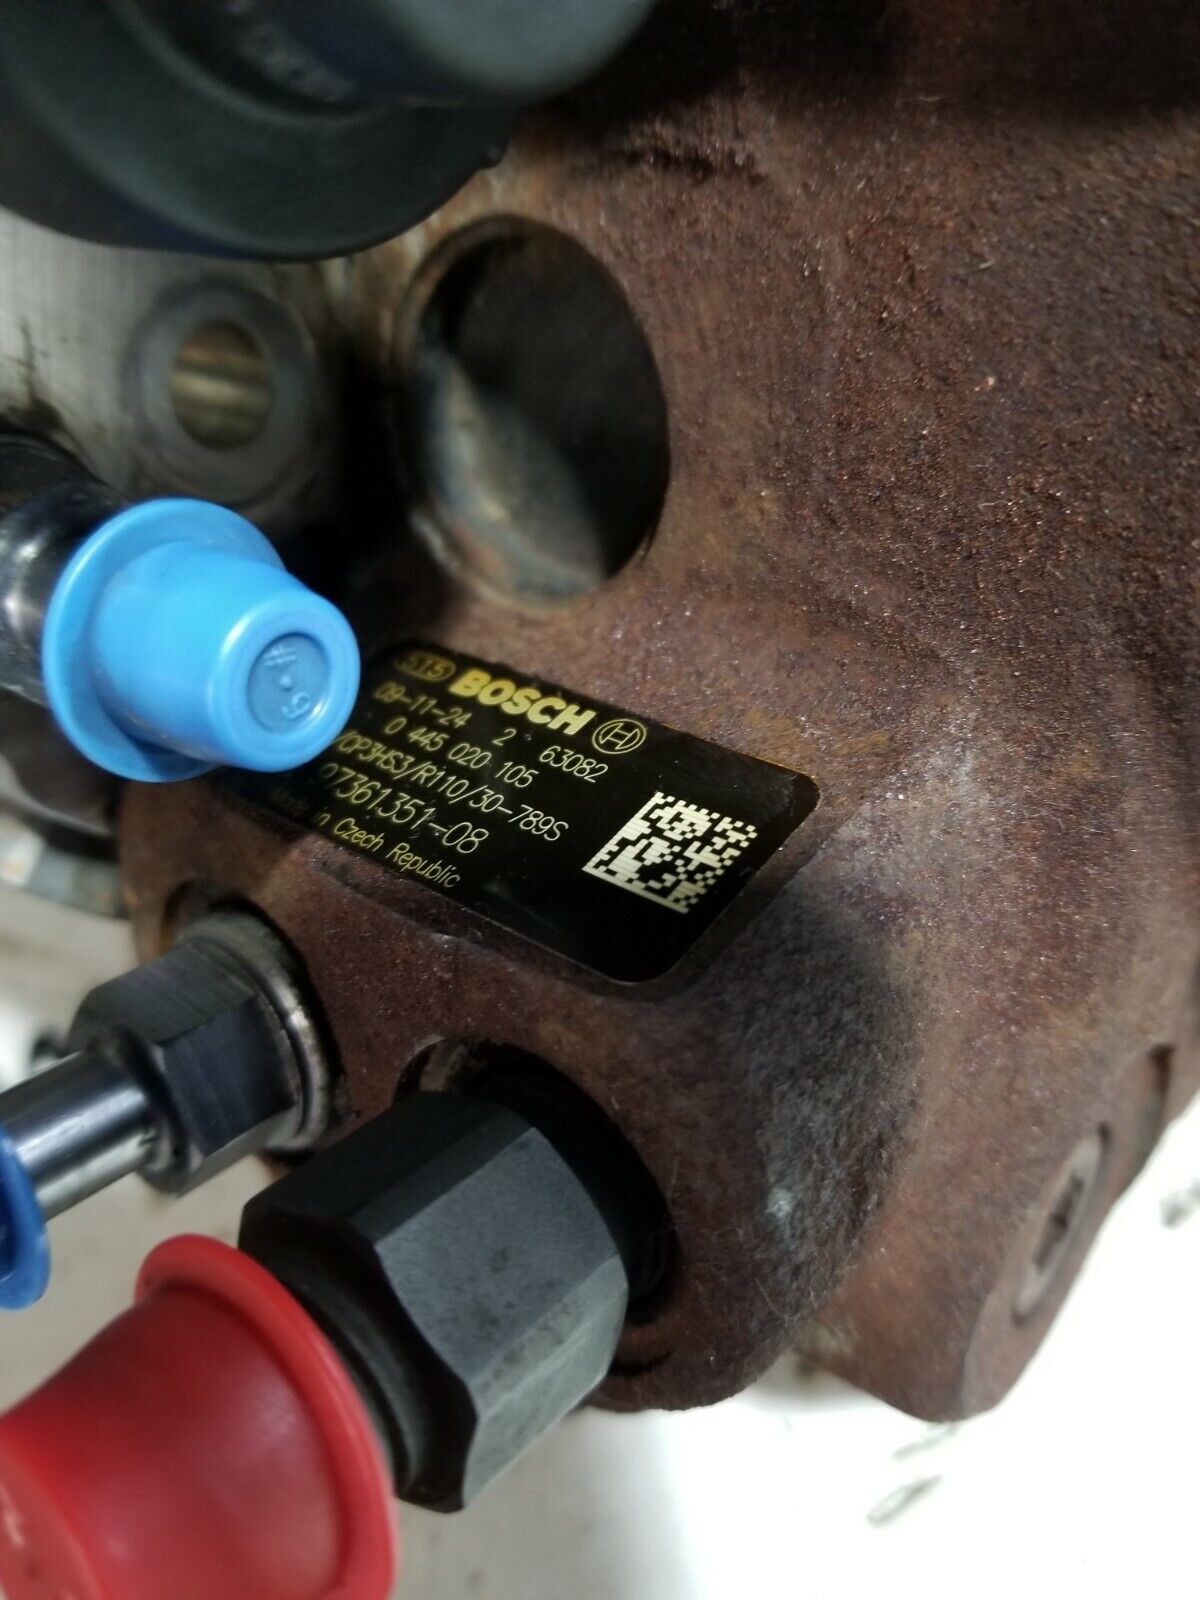 515 BOSCH
09-11-24 2 63082
0 445 020 105
/CP3HS3/R110/30-789S
97361351-08
Made in Czech Republic